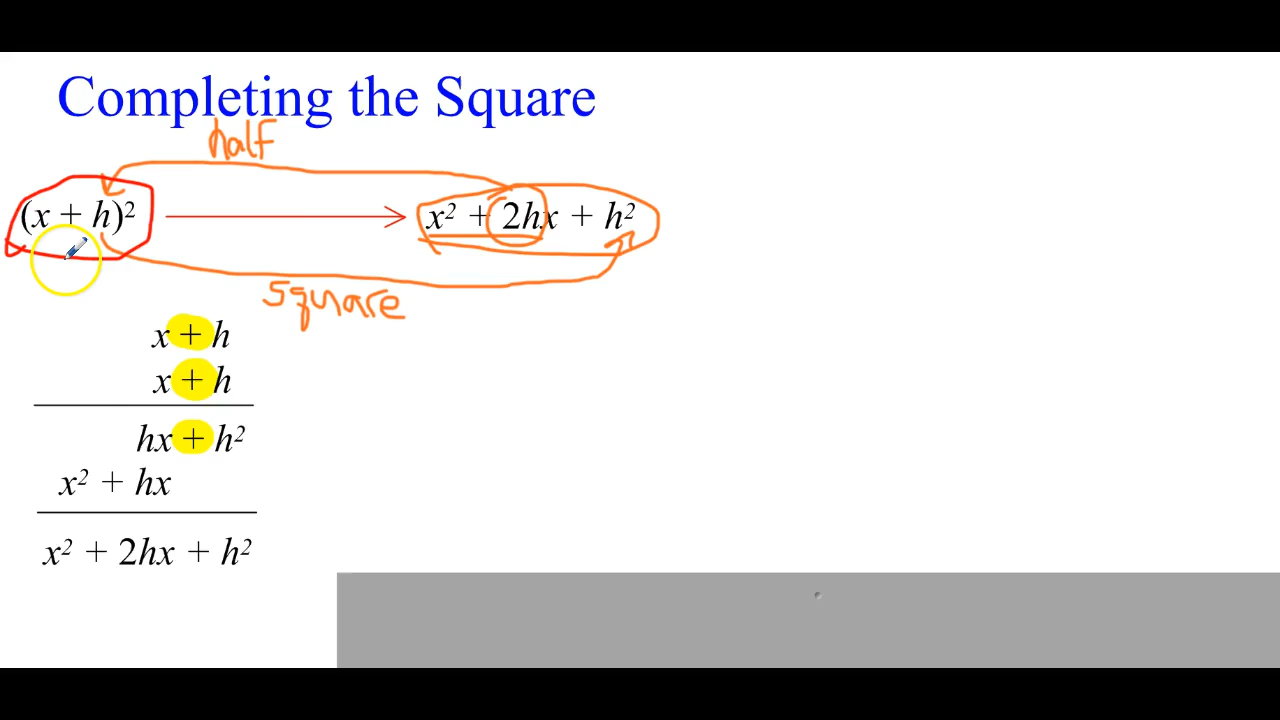 Completing the Square
half
(x + h)² x² + 2hx + h²
square
x + h
x + h
hx + h²
x² + hx
x² + 2hx + h²